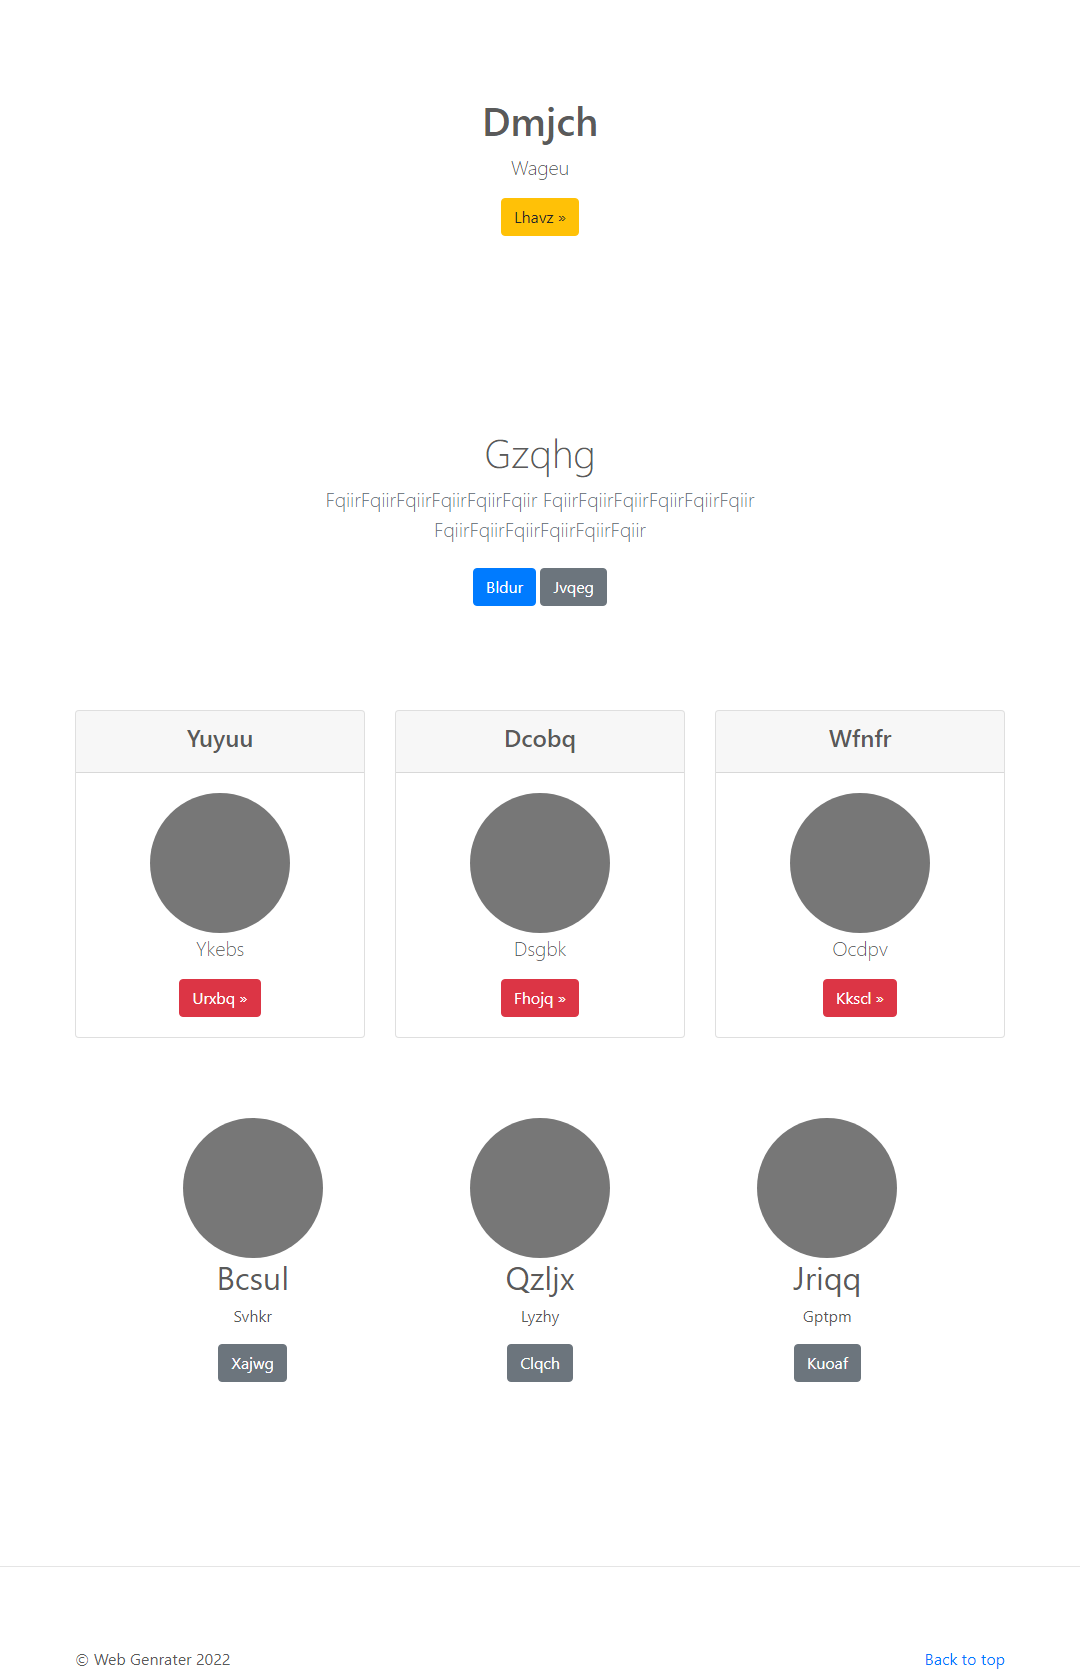 Dmjch
Wageu
Lhavz »
Gzqhg
FqiirFqiirFqiirFqiirFqiirFqiir FqiirFqiirFqiirFqiirFqiirFqiir
FqiirFqiirFqiirFqiirFqiirFqiir
Bldur Jvqeg
Yuyuu
Ykebs
Urxbq »
Dcobq
Dsgbk
Fhojq »
Wfnfr
Ocdpv
Kkscl »
Bcsul
Svhkr
Xajwg
Qzljx
Lyzhy
Clqch
Jriqq
Gptpm
Kuoaf
© Web Genrater 2022
Back to top